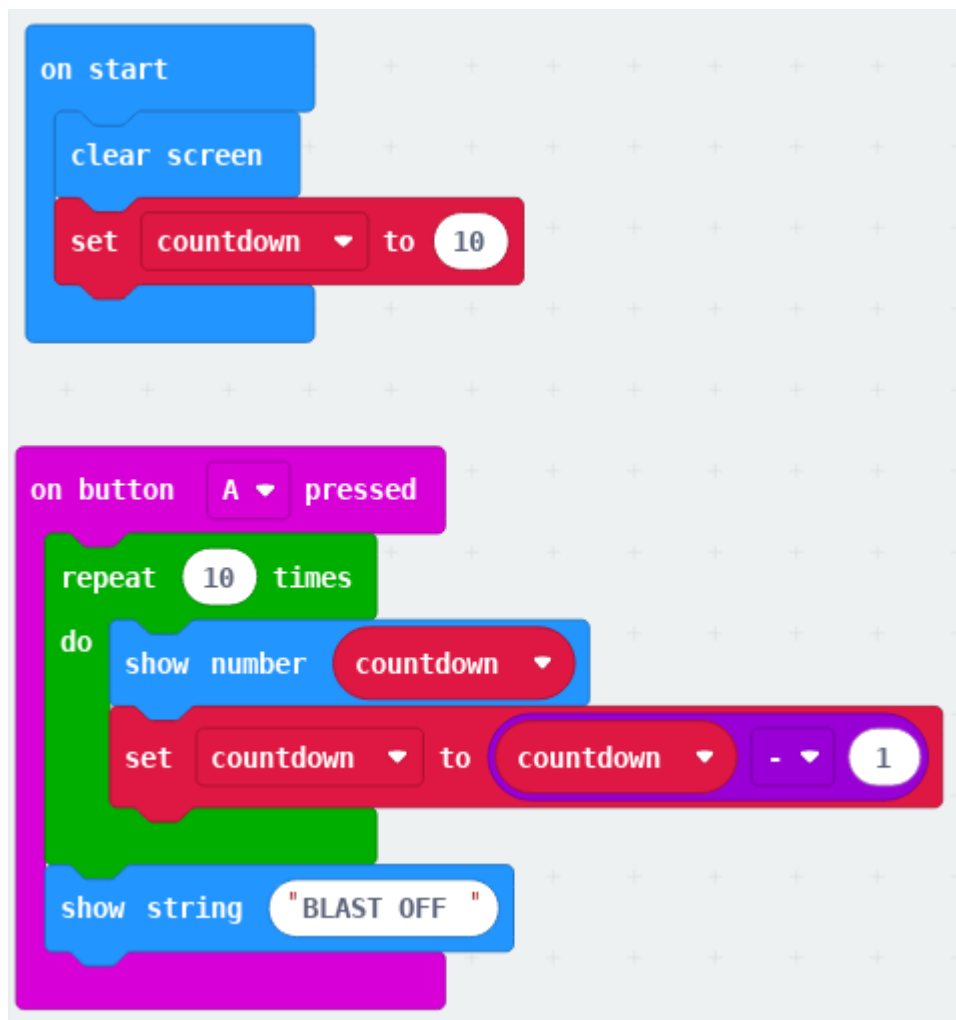 on start
clear screen
set countdown to 10
on button A pressed
repeat 10 times
do
show number countdown
set countdown to countdown - 1
show string "BLAST OFF "